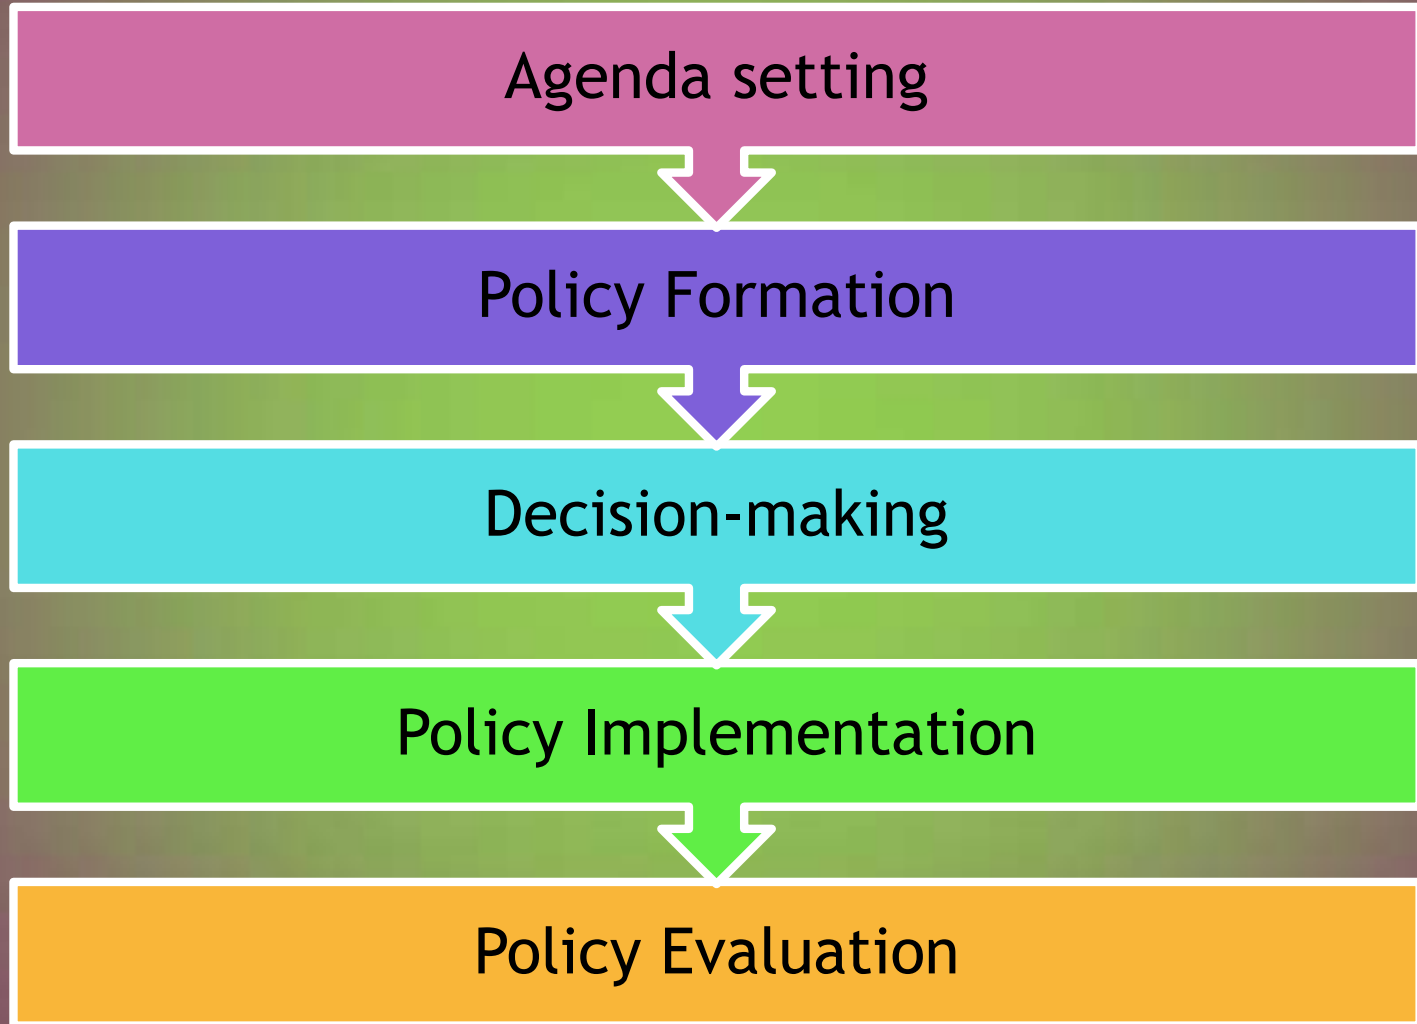 Agenda setting
Policy Formation
Decision-making
Policy Implementation
Policy Evaluation